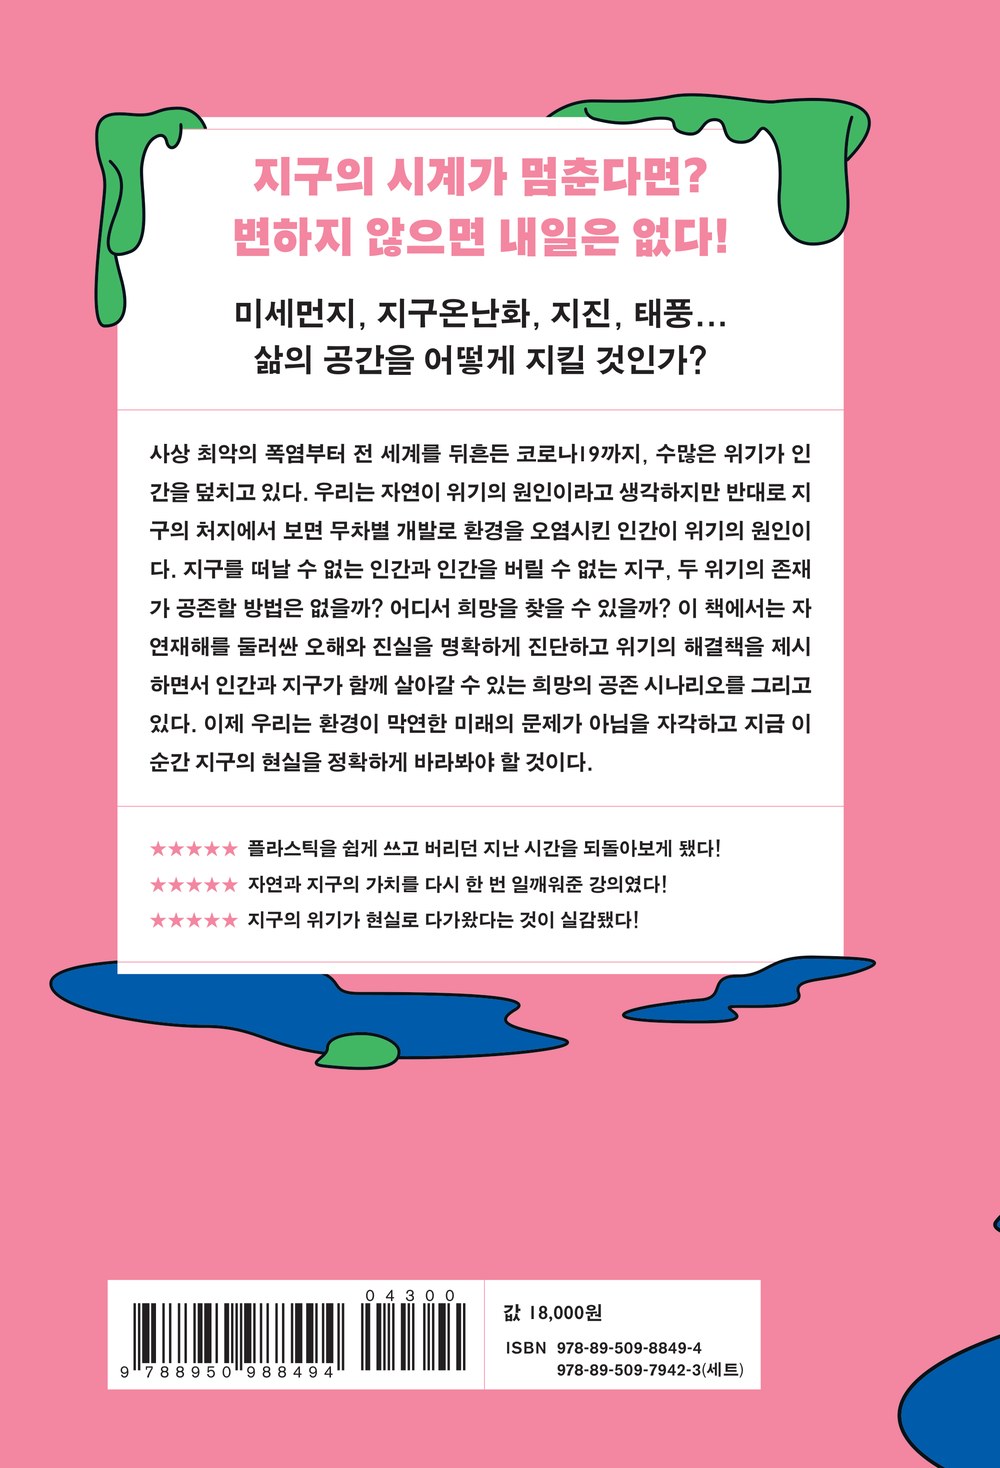 지구의 시계가 멈춘다면?
변하지 않으면 내일은 없다!
미세먼지, 지구온난화, 지진, 태풍...
삶의 공간을 어떻게 지킬 것인가?
사상 최악의 폭염부터 전 세계를 뒤흔든 코로나19까지, 수많은 위기가 인
간을 덮치고 있다. 우리는 자연이 위기의 원인이라고 생각하지만 반대로 지
구의 처지에서 보면 무차별 개발로 환경을 오염시킨 인간이 위기의 원인이
다. 지구를 떠날 수 없는 인간과 인간을 버릴 수 없는 지구, 두 위기의 존재
가 공존할 방법은 없을까? 어디서 희망을 찾을 수 있을까? 이 책에서는 자
연재해를 둘러싼 오해와 진실을 명확하게 진단하고 위기의 해결책을 제시
하면서 인간과 지구가 함께 살아갈 수 있는 희망의 공존 시나리오를 그리고
있다. 이제 우리는 환경이 막연한 미래의 문제가 아님을 자각하고 지금 이
순간 지구의 현실을 정확하게 바라봐야 할 것이다.
★★★★★ 플라스틱을 쉽게 쓰고 버리던 지난 시간을 되돌아보게 됐다!
★★★★★ 자연과 지구의 가치를 다시 한 번 일깨워준 강의였다!
★★★★★ 지구의 위기가 현실로 다가왔다는 것이 실감됐다!
04300
9 788950 988494
값 18,000원
ISBN 978-89-509-8849-4
978-89-509-7942-3(세트)